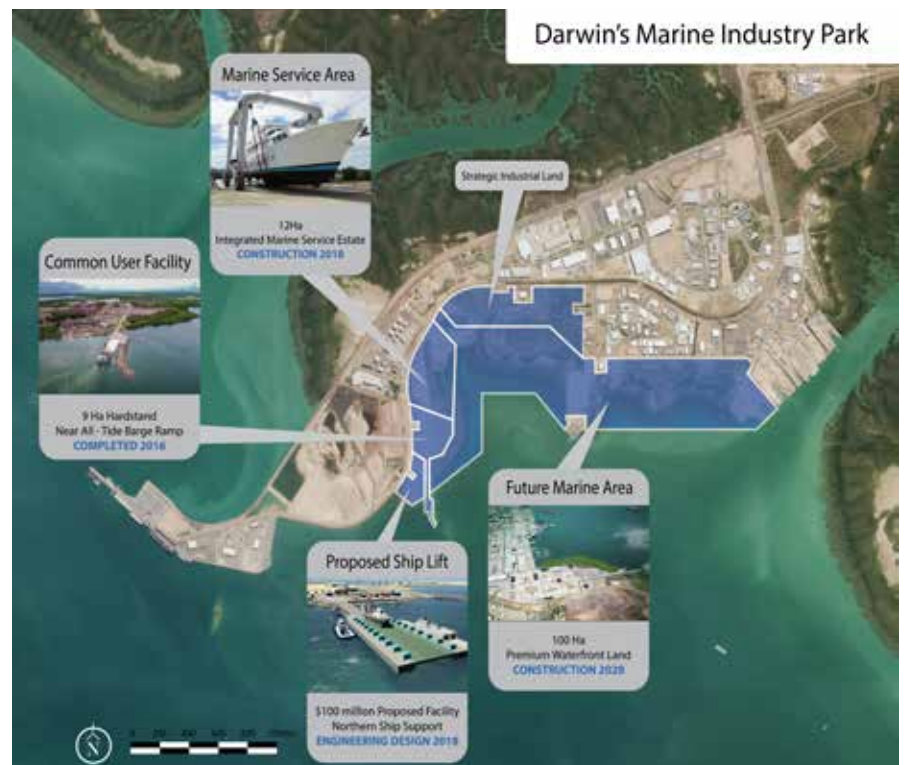 Darwin's Marine Industry Park
Marine Service Area
12Ha
Integrated Marine Service Estate
CONSTRUCTION 2018
Strategic Industrial Land
Common User Facility
9 Ha Hardstand
Near All - Tide Barge Ramp
COMPLETED 2016
Future Marine Area
100 Ha
Premium Waterfront Land
CONSTRUCTION 2020
Proposed Ship Lift
$100 million Proposed Facility
Northern Ship Support
ENGINEERING DESIGN 2018
N
0